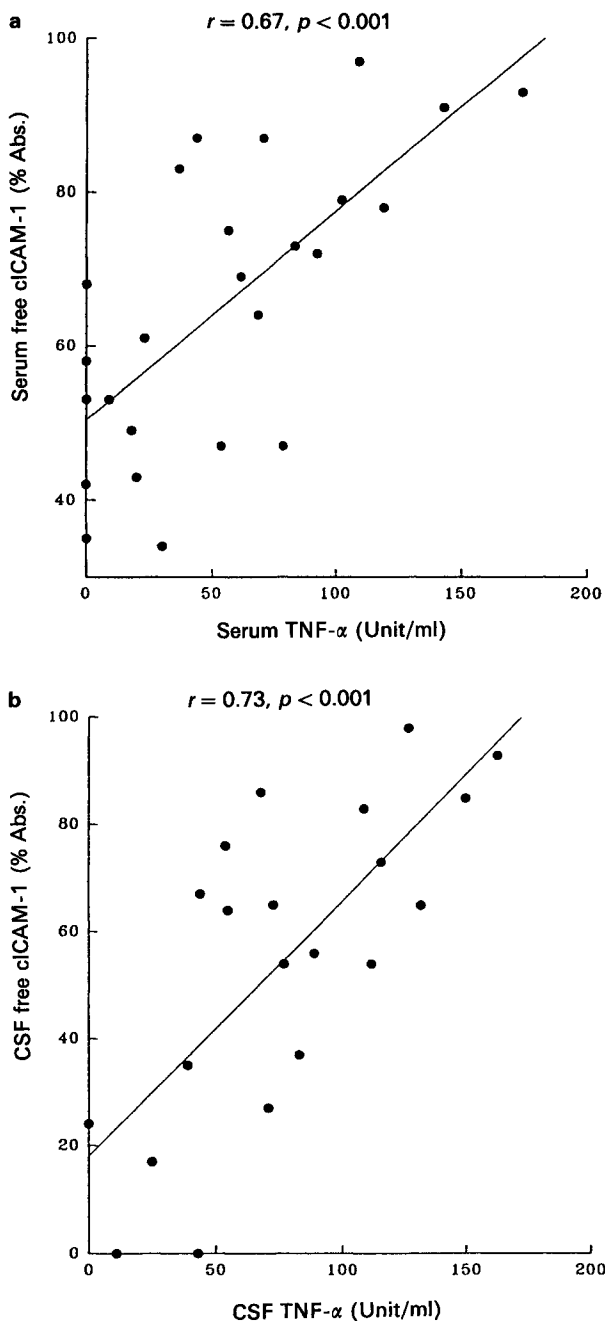 a
r = 0.67, p < 0.001
100
80
60
40
Serum free cICAM-1 (% Abs.)
0
50
100
150
200
Serum TNF-α (Unit/ml)
b
r = 0.73, p < 0.001
100
80
60
40
20
0
CSF free cICAM-1 (% Abs.)
0
50
100
150
200
CSF TNF-α (Unit/ml)